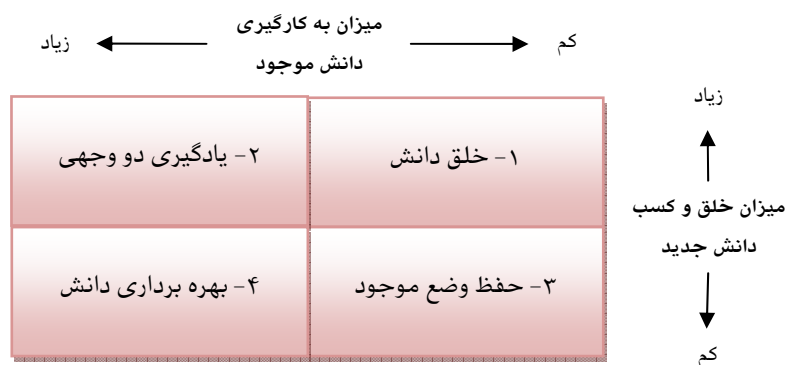 میزان به کارگیری
دانش موجود
کم
زیاد
زیاد
میزان خلق و کسب
دانش جدید
کم
۱- خلق دانش
۲- یادگیری دو وجهی
۳- حفظ وضع موجود
۴- بهره برداری دانش